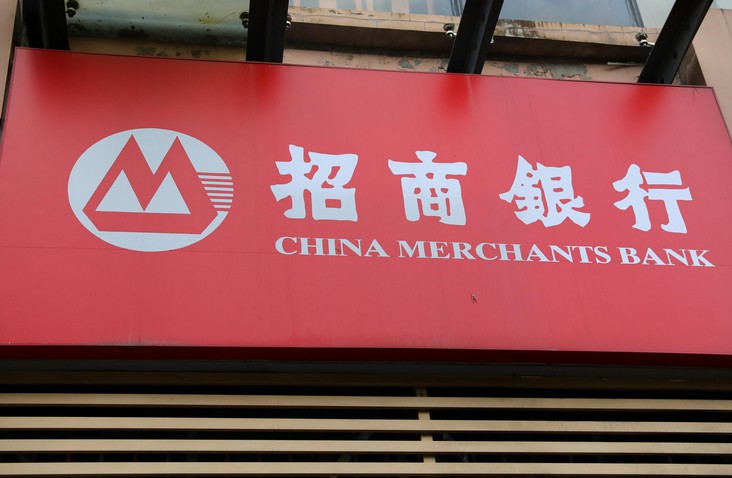 招商銀行
CHINA MERCHANTS BANK